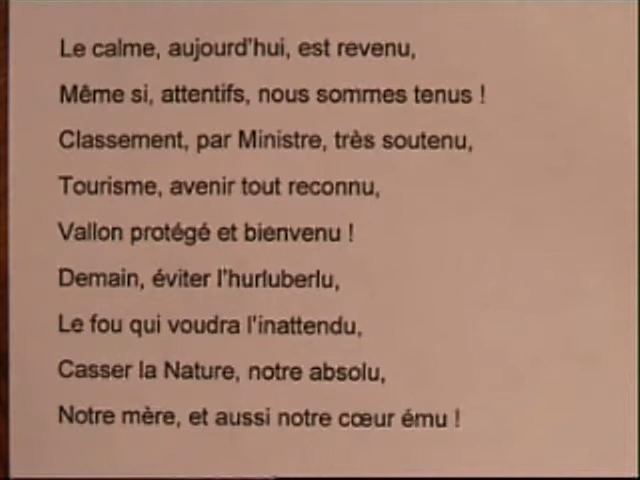 Le calme, aujourd'hui, est revenu,
Même si, attentifs, nous sommes tenus !
Classement, par Ministre, très soutenu,
Tourisme, avenir tout reconnu,
Vallon protégé et bienvenu !
Demain, éviter l'hurluberlu,
Le fou qui voudra l'inattendu,
Casser la Nature, notre absolu,
Notre mère, et aussi notre cœur ému !